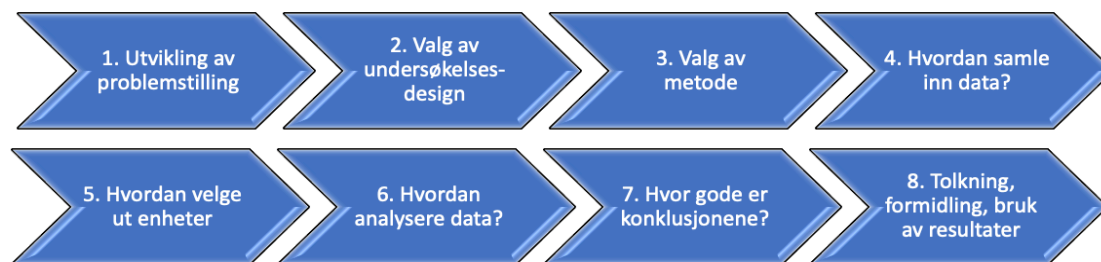 1. Utvikling av
problemstilling
2. Valg av
undersøkelses-
design
3. Valg av
metode
4. Hvordan samle
inn data?
5. Hvordan velge
ut enheter
6. Hvordan
analysere data?
7. Hvor gode er
konklusjonene?
8. Tolkning,
formidling, bruk
av resultater